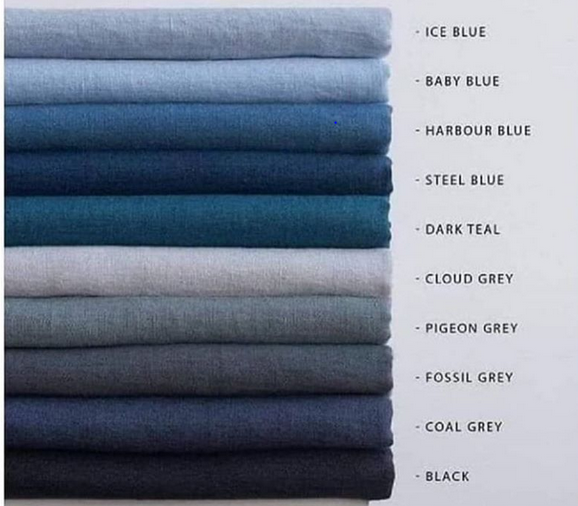 - ICE BLUE
- BABY BLUE
- HARBOUR BLUE
- STEEL BLUE
- DARK TEAL
- CLOUD GREY
- PIGEON GREY
- FOSSIL GREY
- COAL GREY
- BLACK